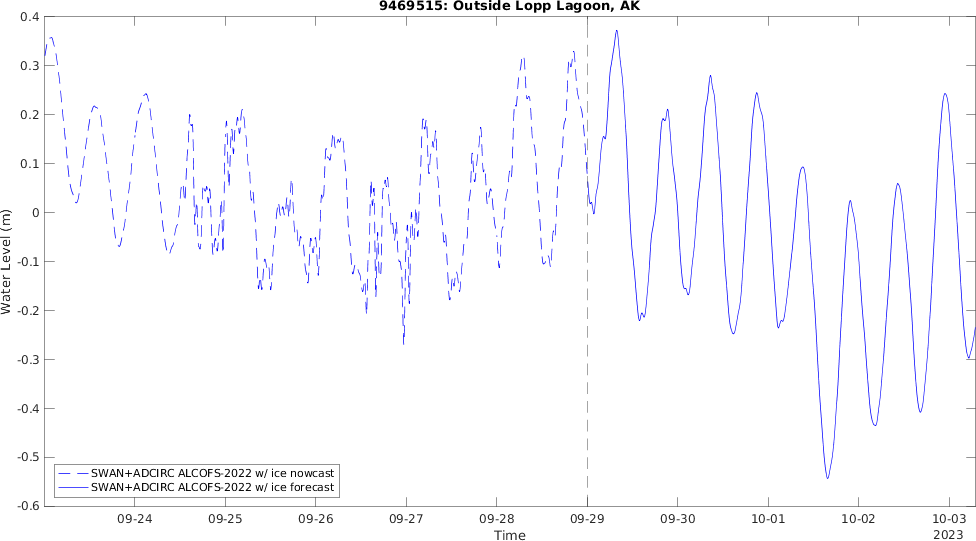 9469515: Outside Lopp Lagoon, AK
0.4
0.3
0.2
0.1
0
-0.1
-0.2
-0.3
-0.4
-0.5
-0.6
Water Level (m)
SWAN+ADCIRC ALCOFS-2022 w/ ice nowcast
SWAN+ADCIRC ALCOFS-2022 w/ ice forecast
09-24 09-25 09-26 09-27 09-28 09-29 09-30 10-01 10-02 10-03
2023
Time